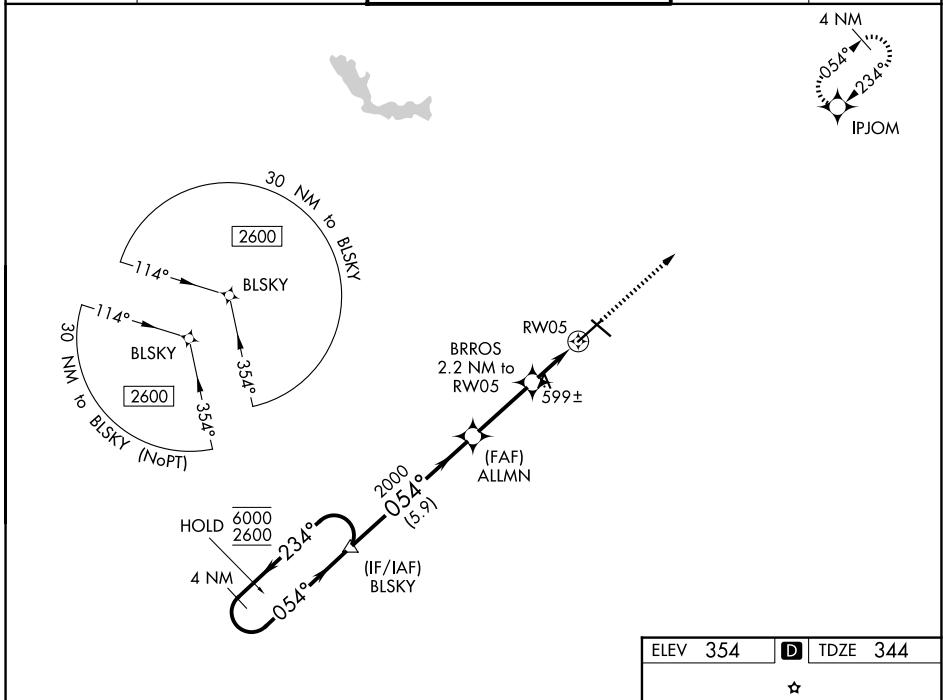 4 NM
054°
234°
IPJOM
30 NM to BLSKY
2600
114°
BLSKY
354°
114°
BLSKY
2600
354°
30 NM to BLSKY (NoPT)
RW05
BRROS
2.2 NM to
RW05
599±
(FAF)
ALLMN
2000
054°
(5.9)
HOLD 6000
2600
234°
4 NM
054°
(IF/IAF)
BLSKY
ELEV 354 D TDZE 344